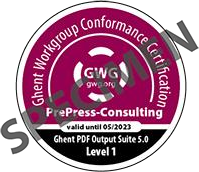 Ghent Workgroup Conformance Certification
GWG
gwg.org
PrePress-Consulting
valid until 05/2023
Ghent PDF Output Suite 5.0
Level 1
SPECIMEN